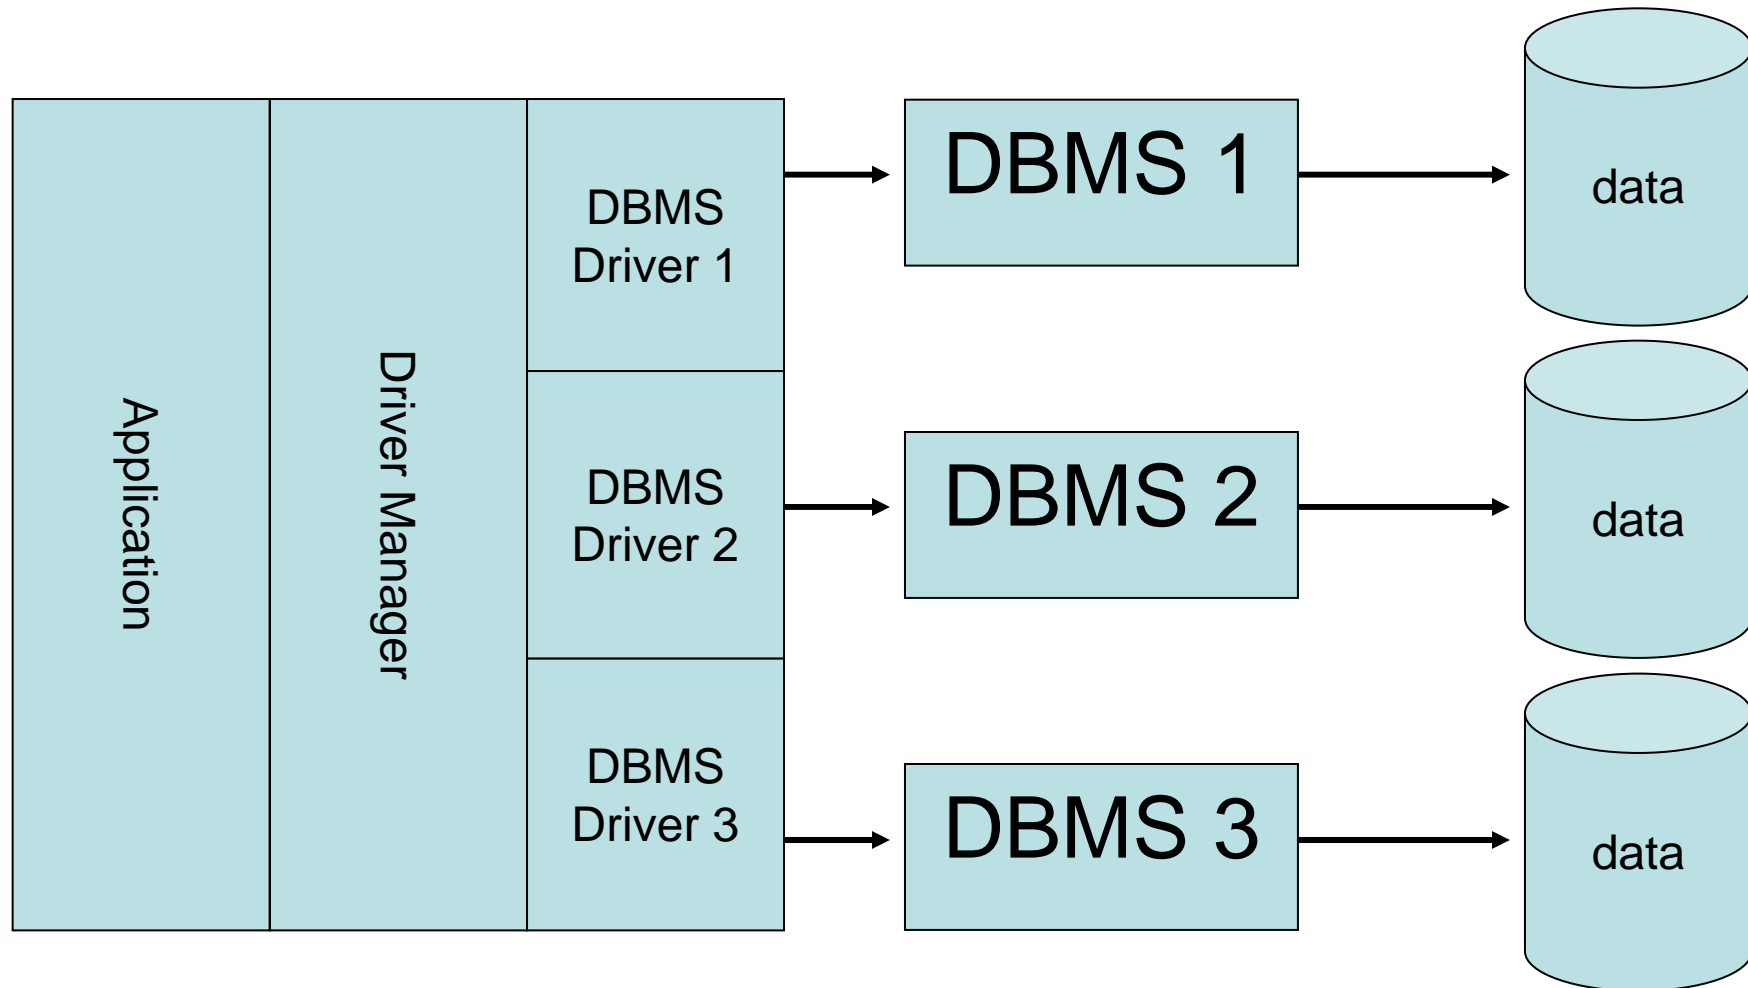 Application
Driver Manager
DBMS
Driver 1
DBMS
Driver 2
DBMS
Driver 3
DBMS 1
DBMS 2
DBMS 3
data
data
data